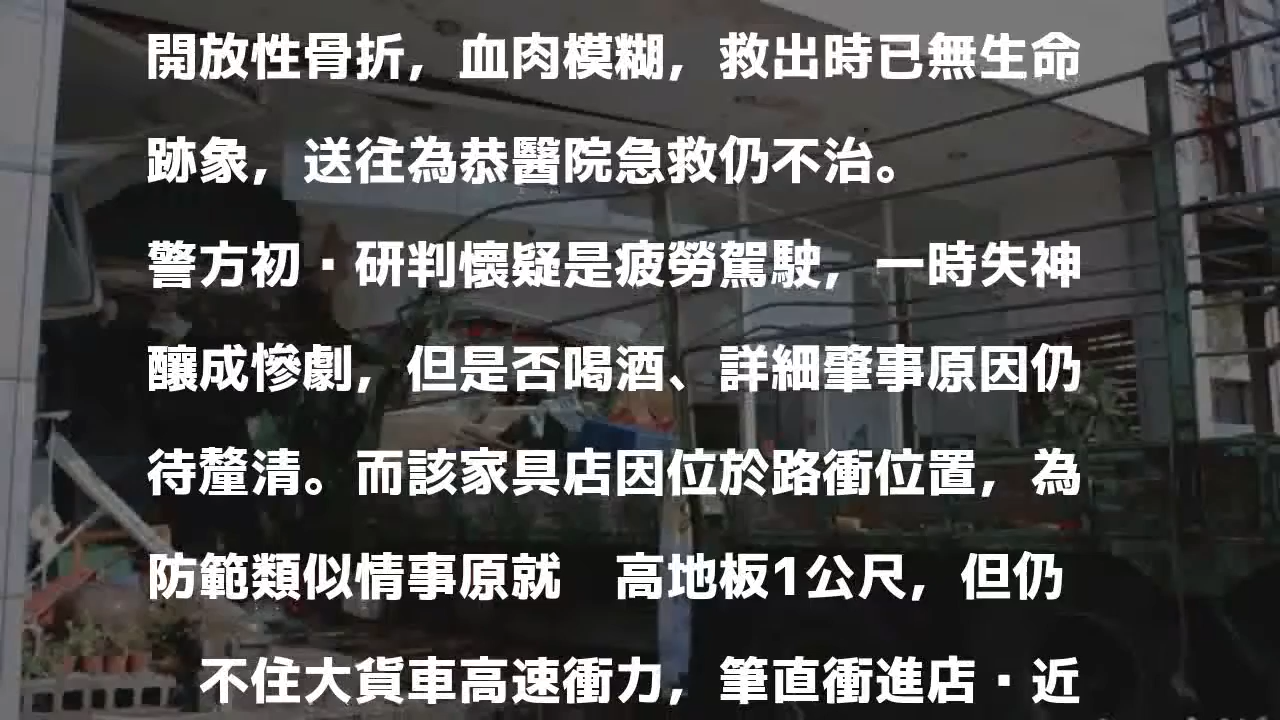 開放性骨折，血肉模糊，救出時已無生命
跡象，送往為恭醫院急救仍不治。
警方初·研判懷疑是疲勞駕駛，一時失神
釀成慘劇，但是否喝酒、詳細肇事原因仍
待釐清。而該家具店因位於路衝位置，為
防範類似情事原就　高地板1公尺，但仍
　不住大貨車高速衝力，筆直衝進店·近